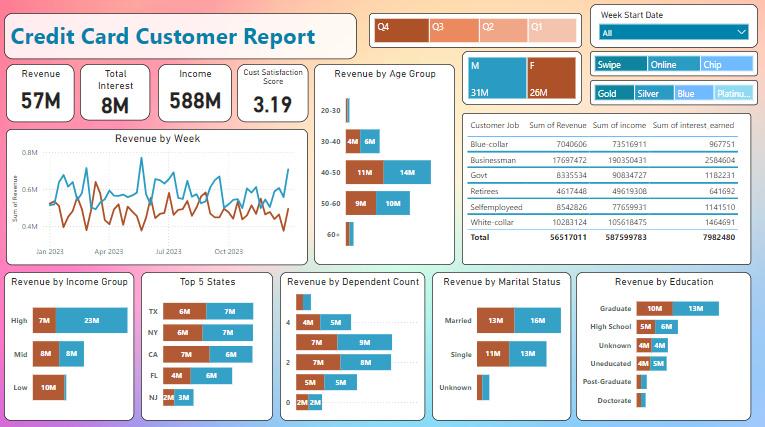 Credit Card Customer Report
Q4 Q3 Q2 Q1
Week Start Date
All
Revenue
57M
Total
Interest
8M
Income
588M
Cust Satisfaction
Score
3.19
Revenue by Age Group
20-30
30-40 4M 6M
40-50 11M 14M
50-60 9M 10M
60+
M F
31M 26M
Swipe Online Chip
Gold Silver Blue Platinu...
Customer Job Sum of Revenue Sum of income Sum of interest_earned
Blue-collar 7040606 73516911 967751
Businessman 17697472 190350431 2584604
Govt 8335534 90834727 1182231
Retirees 4617448 49619308 641692
Selfemployeed 8542826 77659931 1141510
White-collar 10283124 105618475 1464691
Total 56517011 587599783 7982480
Revenue by Week
Sum of Revenue
0.8M
0.6M
0.4M
Jan 2023 Apr 2023 Jul 2023 Oct 2023
Revenue by Income Group
High 7M 23M
Mid 8M 8M
Low 10M
Top 5 States
TX 6M 7M
NY 6M 7M
CA 7M 6M
FL 4M 6M
NJ 2M 3M
Revenue by Dependent Count
4 4M 5M
7M 9M
2 7M 8M
5M 5M
0 2M 2M
Revenue by Marital Status
Married 13M 16M
Single 11M 13M
Unknown
Revenue by Education
Graduate 10M 13M
High School 5M 6M
Unknown 4M 4M
Uneducated 4M 5M
Post-Graduate
Doctorate